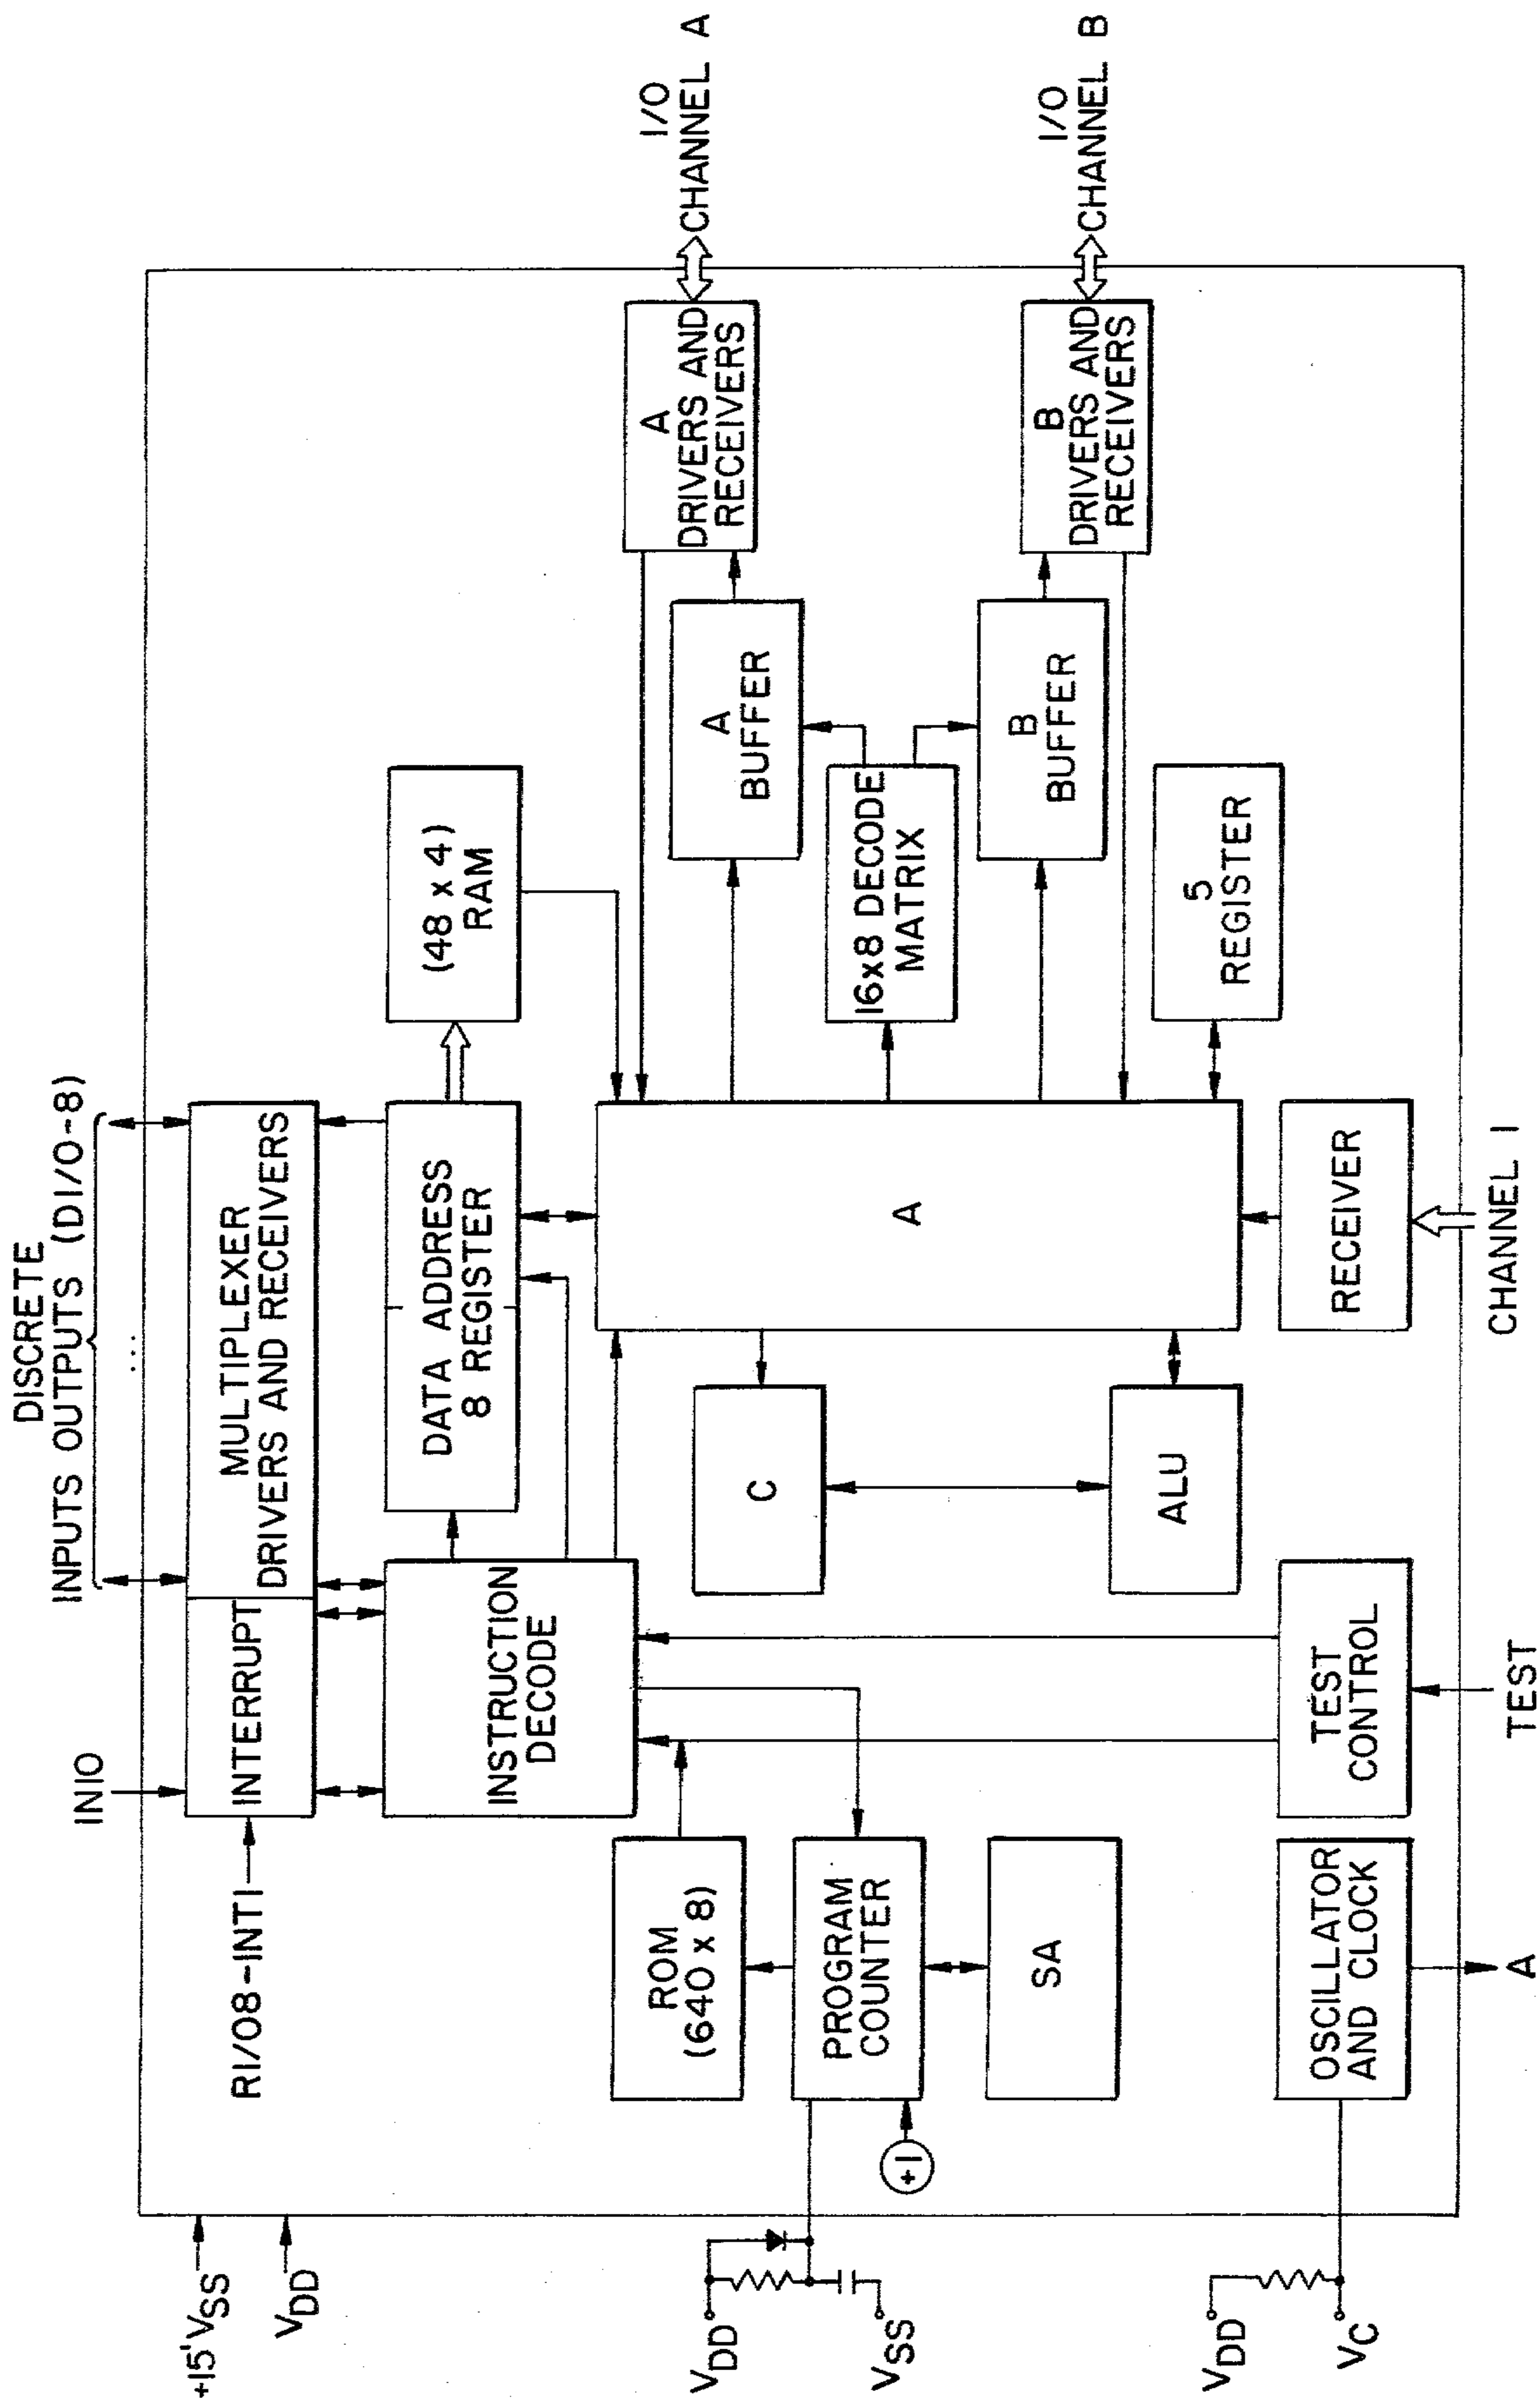 DISCRETE
INPUTS OUTPUTS (DI/O-8)
...
INIO
+15' VSS
VDD
RI/O8-INTI
INTERRUPT
MULTIPLEXER
DRIVERS AND RECEIVERS
INSTRUCTION
DECODE
DATA ADDRESS
8 REGISTER
(48 x 4)
RAM
I/O
CHANNEL A
A
DRIVERS AND
RECEIVERS
A
BUFFER
VDD
VSS
ROM
(640 x 8)
C
A
16x8 DECODE
MATRIX
PROGRAM
COUNTER
+1
B
BUFFER
B
DRIVERS AND
RECEIVERS
I/O
CHANNEL B
SA
ALU
5
REGISTER
VDD
VC
OSCILLATOR
AND CLOCK
TEST
CONTROL
RECEIVER
A
TEST
CHANNEL I